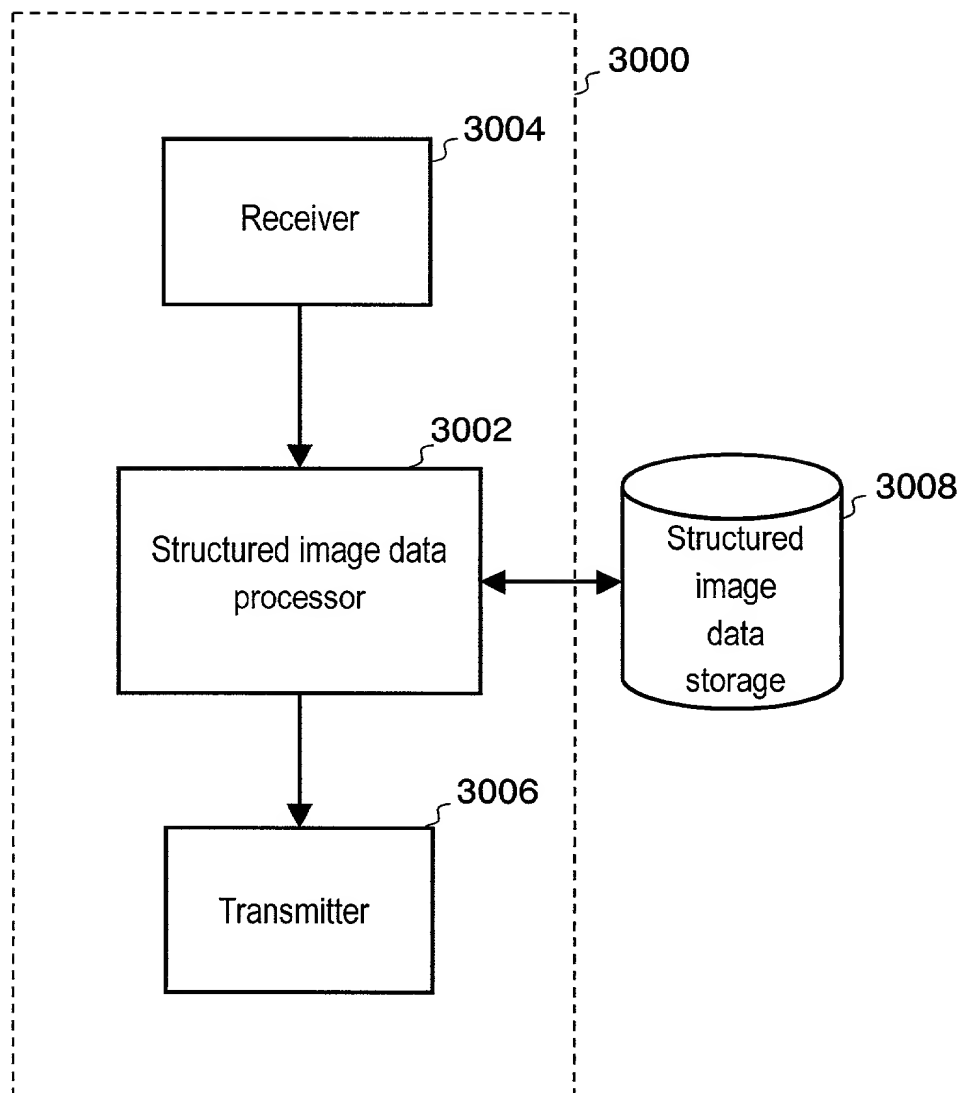 3000
3004
Receiver
3002
Structured image data
processor
3008
Structured
image
data
storage
3006
Transmitter